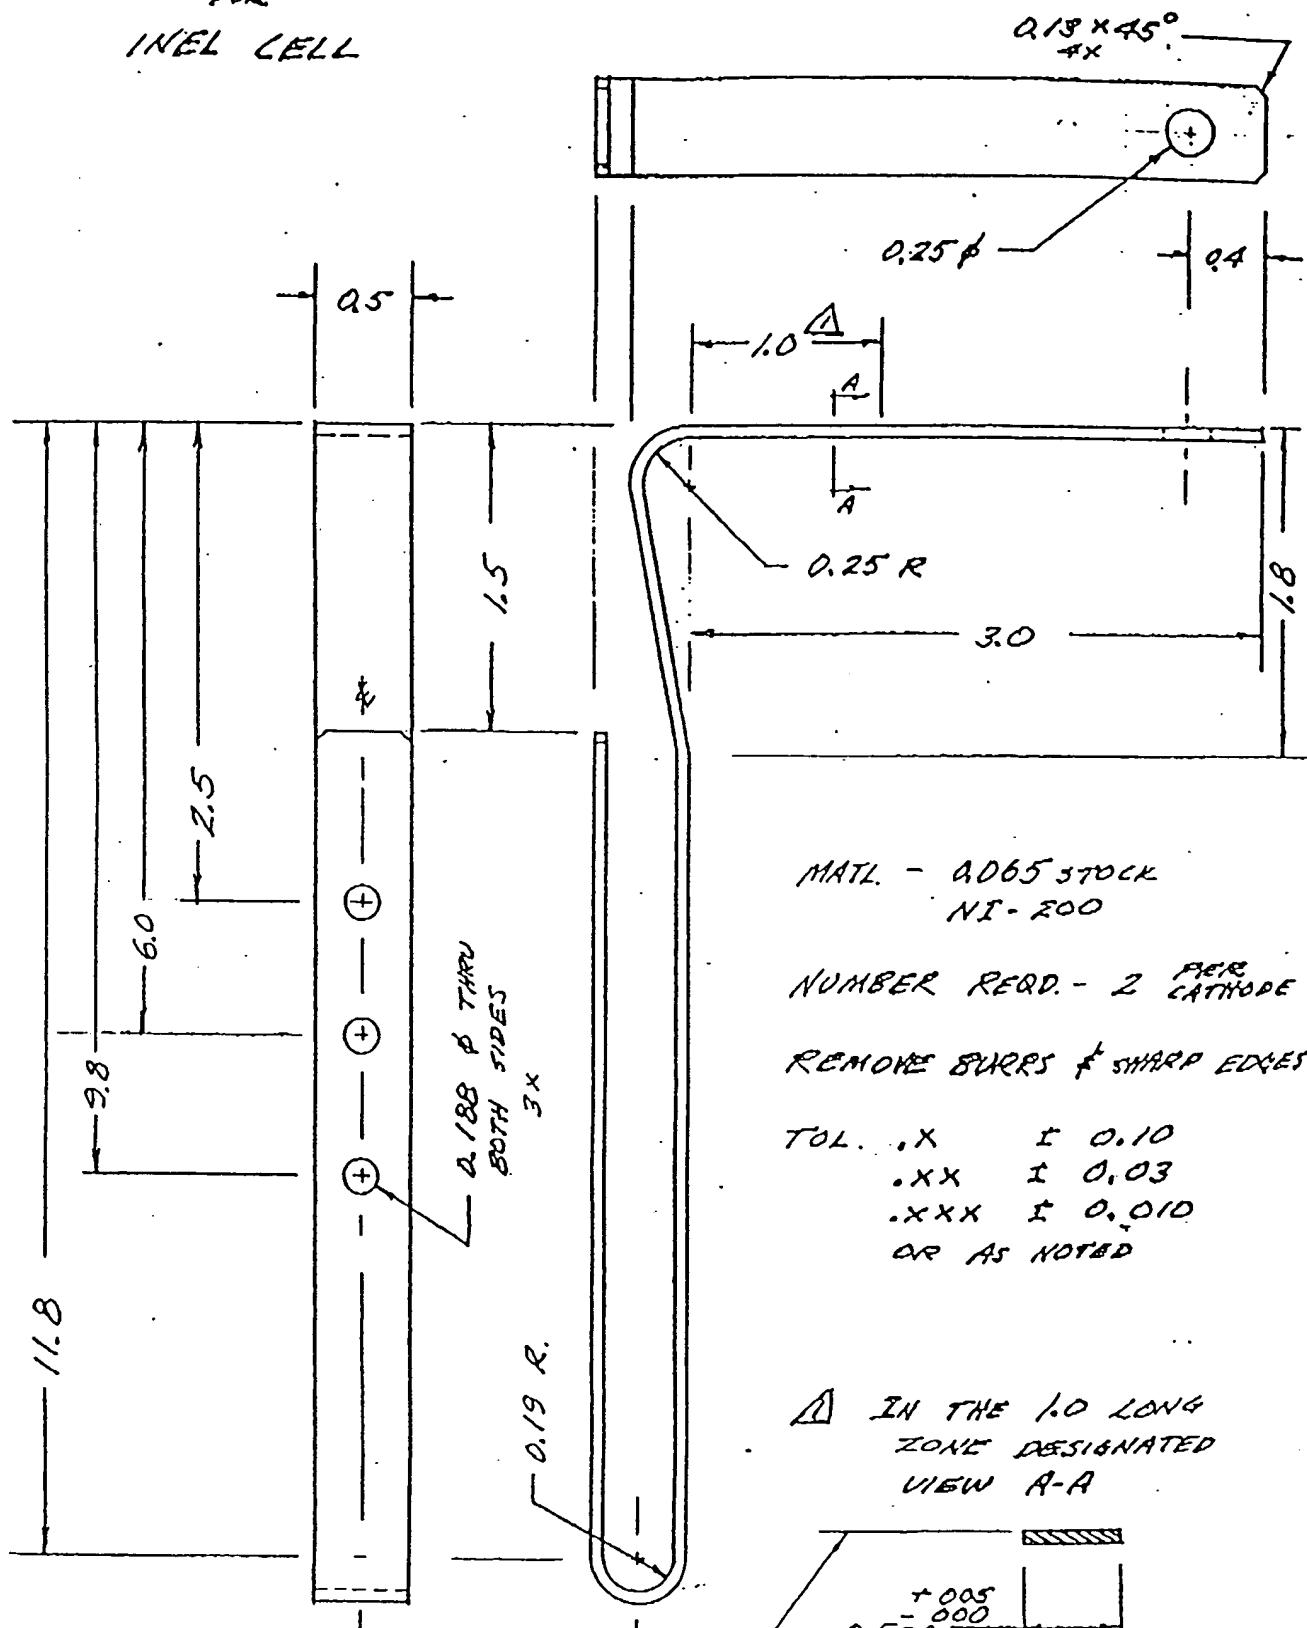 INEL CELL
0.13 x 45°
4x
0.25 ϕ
0.4
0.5
1.0
1
A
A
0.25 R
1.5
3.0
1.8
2.5
6.0
9.8
11.8
0.188 ϕ THRU
BOTH SIDES
3x
0.19 R.
MATL. - 0.065 STOCK
NI-200
NUMBER REQD. - 2 PER
CATHODE
REMOVE BURRS & SHARP EDGES
TOL. .X ± 0.10
.XX ± 0.03
.XXX ± 0.010
OR AS NOTED
1 IN THE 1.0 LONG
ZONE DESIGNATED
VIEW A-A
+.005
-.000